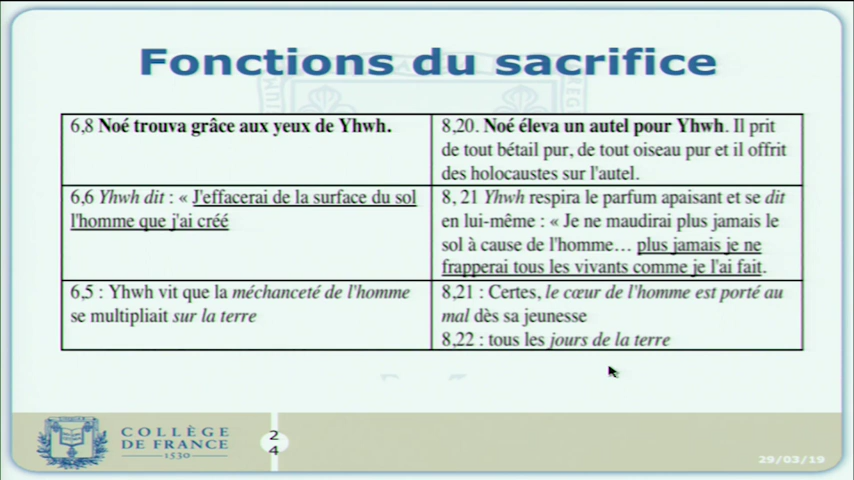 Fonctions du sacrifice
6,8 Noé trouva grâce aux yeux de Yhwh.
8,20. Noé éleva un autel pour Yhwh. Il prit
de tout bétail pur, de tout oiseau pur et il offrit
des holocaustes sur l'autel.
6,6 Yhwh dit : « J'effacerai de la surface du sol
l'homme que j'ai créé
8, 21 Yhwh respira le parfum apaisant et se dit
en lui-même : « Je ne maudirai plus jamais le
sol à cause de l'homme… plus jamais je ne
frapperai tous les vivants comme je l'ai fait.
6,5 : Yhwh vit que la méchanceté de l'homme
se multipliait sur la terre
8,21 : Certes, le cœur de l'homme est porté au
mal dès sa jeunesse
8,22 : tous les jours de la terre
COLLÈGE
DE FRANCE
1530
2
4
29/03/19